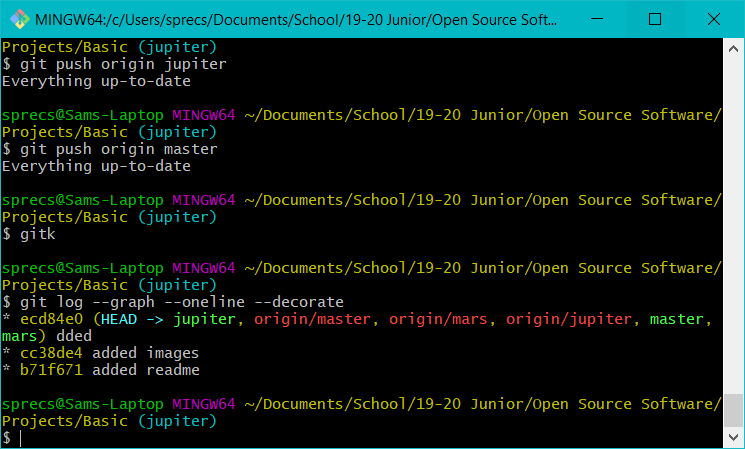 MINGW64:/c/Users/sprecs/Documents/School/19-20 Junior/Open Source Soft...
Projects/Basic (jupiter)
$ git push origin jupiter
Everything up-to-date
sprecs@Sams-Laptop MINGW64 ~/Documents/School/19-20 Junior/Open Source Software/
Projects/Basic (jupiter)
$ git push origin master
Everything up-to-date
sprecs@Sams-Laptop MINGW64 ~/Documents/School/19-20 Junior/Open Source Software/
Projects/Basic (jupiter)
$ gitk
sprecs@Sams-Laptop MINGW64 ~/Documents/School/19-20 Junior/Open Source Software/
Projects/Basic (jupiter)
$ git log --graph --oneline --decorate
* ecd84e0 (HEAD -> jupiter, origin/master, origin/mars, origin/jupiter, master,
mars) dded
* cc38de4 added images
* b71f671 added readme
sprecs@Sams-Laptop MINGW64 ~/Documents/School/19-20 Junior/Open Source Software/
Projects/Basic (jupiter)
$